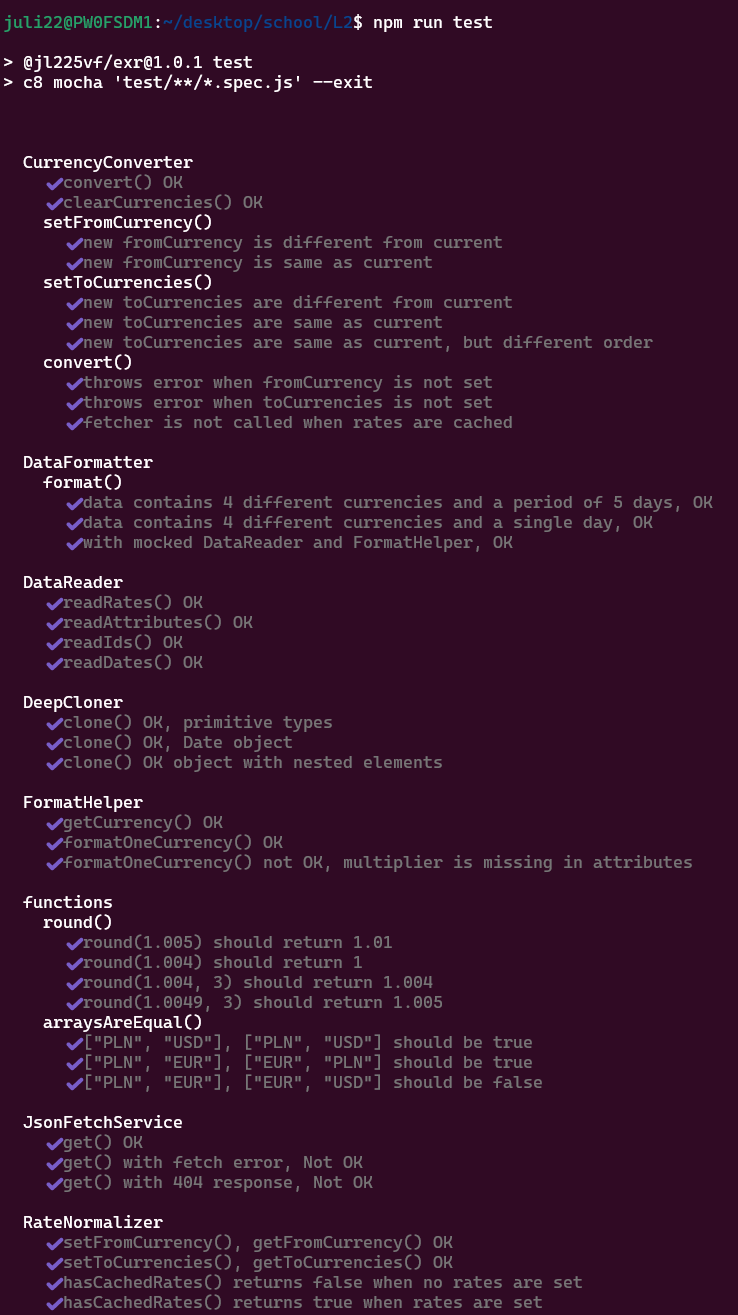 juli22@PW0FSDM1:~/desktop/school/L2$ npm run test
> @jl225vf/exr@1.0.1 test
> c8 mocha 'test/**/*.spec.js' --exit
CurrencyConverter
✔convert() OK
✔clearCurrencies() OK
setFromCurrency()
✔new fromCurrency is different from current
✔new fromCurrency is same as current
setToCurrencies()
✔new toCurrencies are different from current
✔new toCurrencies are same as current
✔new toCurrencies are same as current, but different order
convert()
✔throws error when fromCurrency is not set
✔throws error when toCurrencies is not set
✔fetcher is not called when rates are cached
DataFormatter
format()
✔data contains 4 different currencies and a period of 5 days, OK
✔data contains 4 different currencies and a single day, OK
✔with mocked DataReader and FormatHelper, OK
DataReader
✔readRates() OK
✔readAttributes() OK
✔readIds() OK
✔readDates() OK
DeepCloner
✔clone() OK, primitive types
✔clone() OK, Date object
✔clone() OK object with nested elements
FormatHelper
✔getCurrency() OK
✔formatOneCurrency() OK
✔formatOneCurrency() not OK, multiplier is missing in attributes
functions
round()
✔round(1.005) should return 1.01
✔round(1.004) should return 1
✔round(1.004, 3) should return 1.004
✔round(1.0049, 3) should return 1.005
arraysAreEqual()
✔["PLN", "USD"], ["PLN", "USD"] should be true
✔["PLN", "EUR"], ["EUR", "PLN"] should be true
✔["PLN", "EUR"], ["EUR", "USD"] should be false
JsonFetchService
✔get() OK
✔get() with fetch error, Not OK
✔get() with 404 response, Not OK
RateNormalizer
✔setFromCurrency(), getFromCurrency() OK
✔setToCurrencies(), getToCurrencies() OK
✔hasCachedRates() returns false when no rates are set
✔hasCachedRates() returns true when rates are set